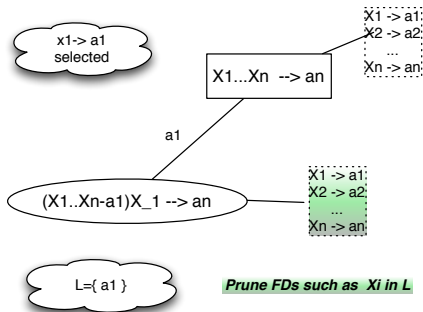 x1-> a1
selected
X1...Xn --> an
X1 -> a1
X2 -> a2
...
Xn -> an
a1
(X1..Xn-a1)X_1 --> an
X1 -> a1
X2 -> a2
...
Xn -> an
L={ a1 }
Prune FDs such as Xi in L